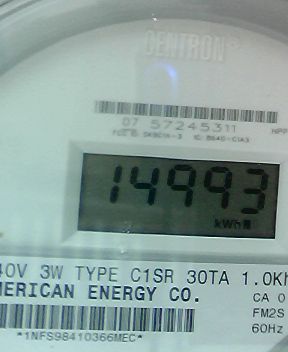 CENTRON®
07 57245311
14993
kWh
40V 3W TYPE C1SR 30TA 1.0Kh
MERICAN ENERGY CO.
CA 0
FM2S
60Hz
*1NFS98410366MEC*